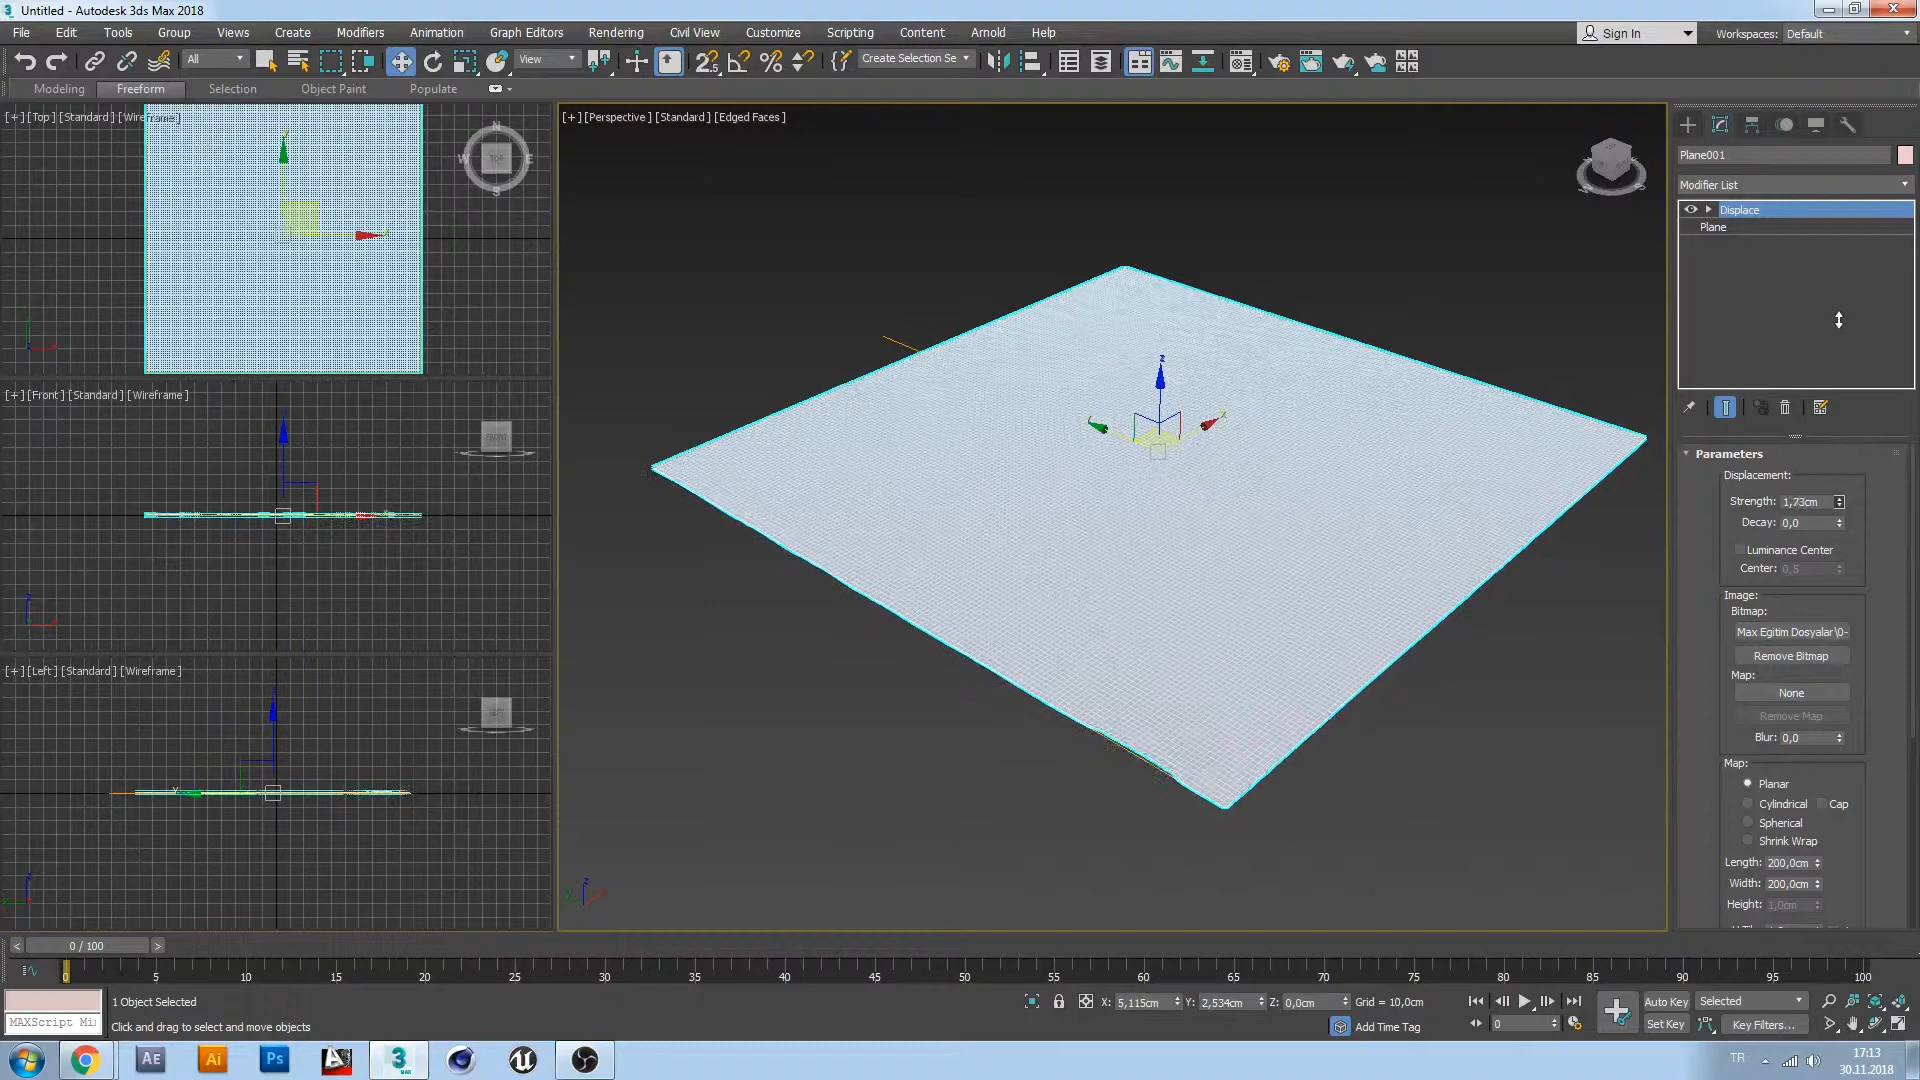 Untitled - Autodesk 3ds Max 2018
File Edit Tools Group Views Create Modifiers Animation Graph Editors Rendering Civil View Customize Scripting Content Arnold Help
Sign In Workspaces: Default
All View Create Selection Se
Modeling Freeform Selection Object Paint Populate
[+] [Top] [Standard] [Wireframe]
[+] [Perspective] [Standard] [Edged Faces]
N
W TOP E
S
Plane001
Modifier List
Displace
Plane
[+] [Front] [Standard] [Wireframe]
FRONT
Parameters
Displacement:
Strength: 1,73cm
Decay: 0,0
Luminance Center
Center: 0,5
Image:
Bitmap:
Max Egitim Dosyalar\0-
Remove Bitmap
Map:
None
Remove Map
Blur: 0,0
[+] [Left] [Standard] [Wireframe]
LEFT
Map:
Planar
Cylindrical Cap
Spherical
Shrink Wrap
Length: 200,0cm
Width: 200,0cm
Height: 1,0cm
< 0 / 100 >
0 5 10 15 20 25 30 35 40 45 50 55 60 65 70 75 80 85 90 95 100
1 Object Selected
X: 5,115cm Y: 2,534cm Z: 0,0cm Grid = 10,0cm
Auto Key Selected
MAXScript Mi
Click and drag to select and move objects
Add Time Tag
0
Set Key Key Filters...
AE Ai Ps 3 MAX
TR
17:13
30.11.2018